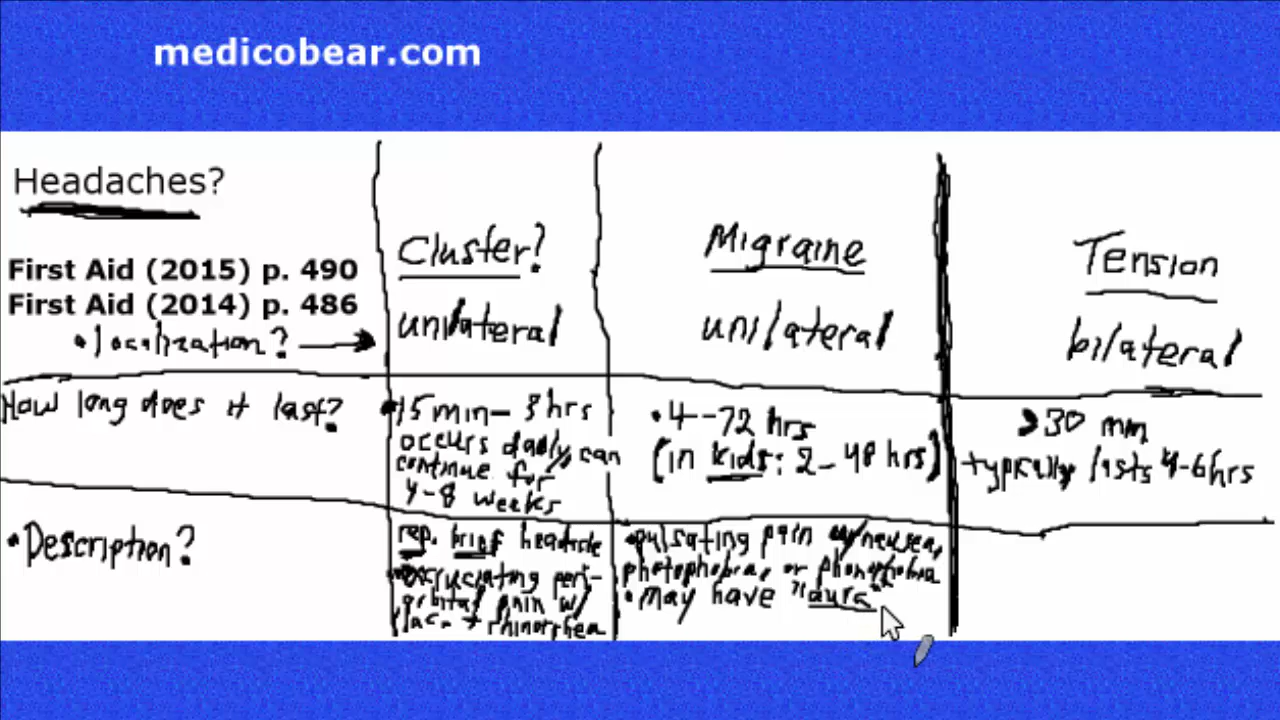 medicobear.com
Headaches?
First Aid (2015) p. 490
First Aid (2014) p. 486
• localization?
Cluster?
unilateral
Migraine
unilateral
Tension
bilateral
How long does it last?
• 15 min – 3 hrs
occurs daily, can
continue for
4-8 weeks
• 4--72 hrs
(in kids: 2-48 hrs)
>30 min
typically lasts 4-6 hrs
• Description?
rep. brief headache
excruciating peri-
orbital pain w/
lac. + rhinorrhea
• pulsating pain w/ nausea,
photophobia, or phonophobia
• may have "aura"